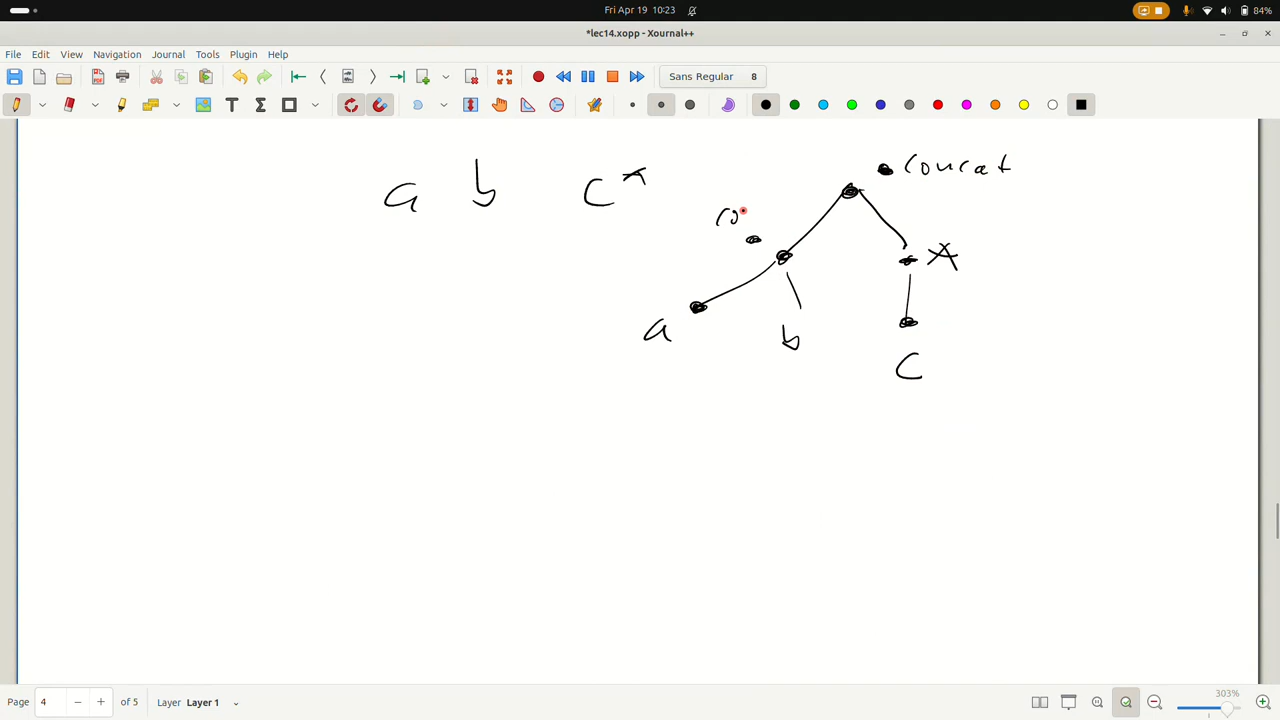 Fri Apr 19 10:23
84%
*lec14.xopp - Xournal++
File Edit View Navigation Journal Tools Plugin Help
Sans Regular 8
a b c*
• concat
co
*
a
b
c
Page 4 of 5 Layer Layer 1
303%